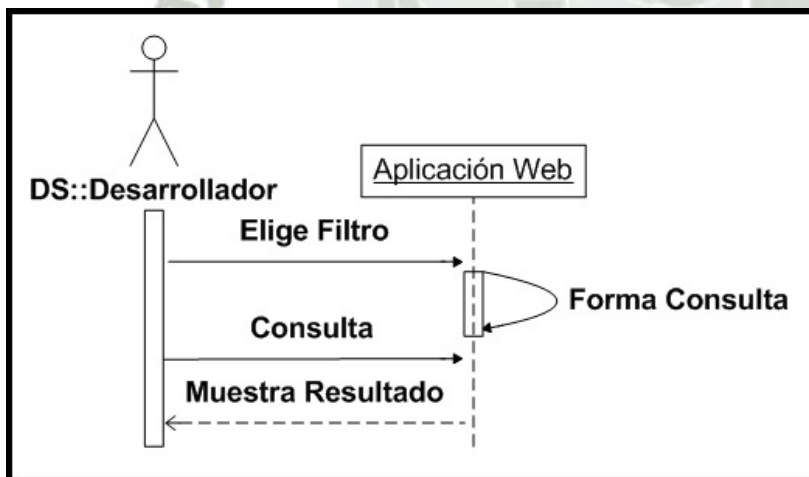 DS::Desarrollador
Aplicación Web
Elige Filtro
Forma Consulta
Consulta
Muestra Resultado